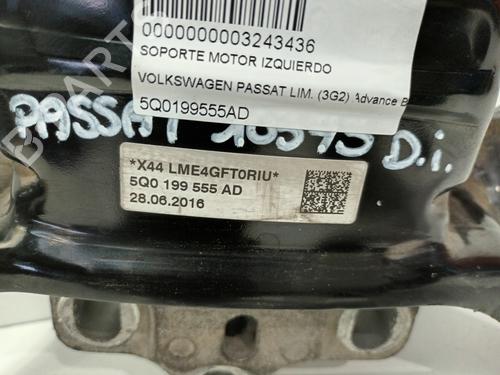 0000000003243436
SOPORTE MOTOR IZQUIERDO
VOLKSWAGEN PASSAT LIM. (3G2) Advance B
5Q0199555AD
PASSAT 10575 D.i.
*X44 LME4GFT0RIU*
5Q0 199 555 AD
28.06.2016